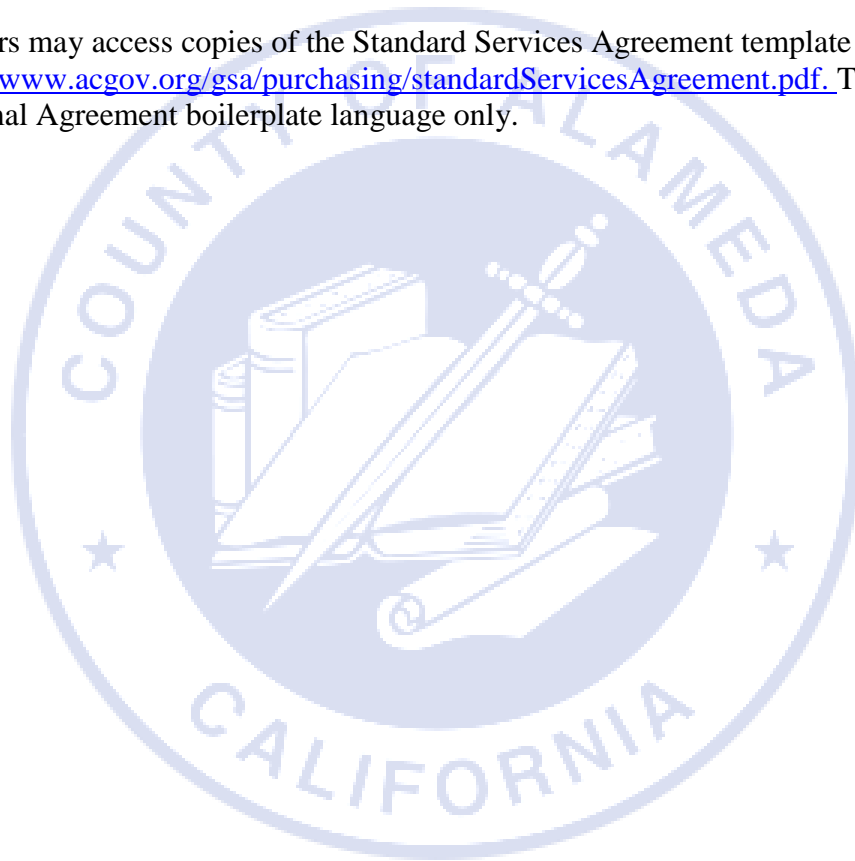 rs may access copies of the Standard Services Agreement template
www.acgov.org/gsa/purchasing/standardServicesAgreement.pdf. T
nal Agreement boilerplate language only.
COUNTY OF ALAMEDA
CALIFORNIA